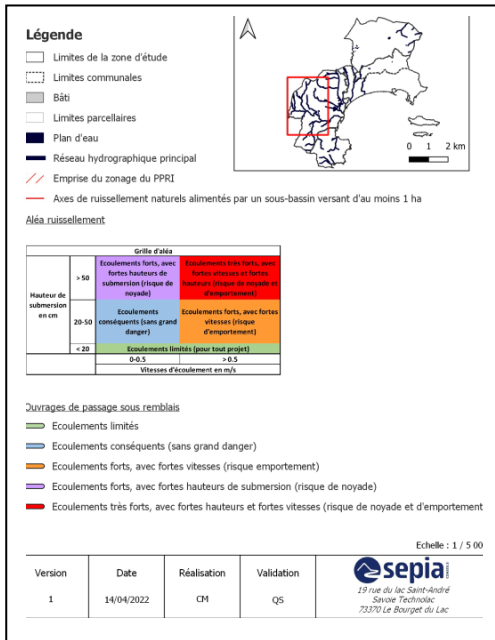 Légende
Limites de la zone d'étude
Limites communales
Bâti
Limites parcellaires
Plan d'eau
Réseau hydrographique principal
Emprise du zonage du PPRI
Axes de ruissellement naturels alimentés par un sous-bassin versant d'au moins 1 ha
0 1 2 km
Aléa ruissellement
Grille d'aléa
Hauteur de submersion en cm
> 50
Ecoulements forts, avec fortes hauteurs de submersion (risque de noyade)
Ecoulements très forts, avec fortes vitesses et fortes hauteurs (risque de noyade et d'emportement)
20-50
Ecoulements conséquents (sans grand danger)
Ecoulements forts, avec fortes vitesses (risque d'emportement)
< 20
Ecoulements limités (pour tout projet)
0-0.5
> 0.5
Vitesses d'écoulement en m/s
Ouvrages de passage sous remblais
Ecoulements limités
Ecoulements conséquents (sans grand danger)
Ecoulements forts, avec fortes vitesses (risque emportement)
Ecoulements forts, avec fortes hauteurs de submersion (risque de noyade)
Ecoulements très forts, avec fortes hauteurs et fortes vitesses (risque de noyade et d'emportement
Echelle : 1 / 5 00
Version
Date
Réalisation
Validation
1
14/04/2022
CM
QS
sepia
19 rue du lac Saint-André
Savoie Technolac
73370 Le Bourget du Lac